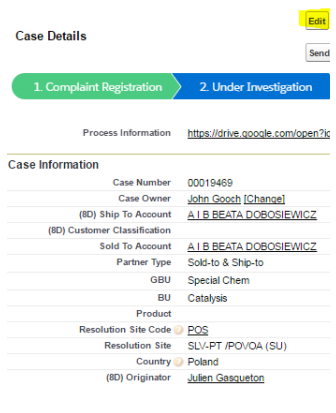 Edit
Case Details
Send
1. Complaint Registration 2. Under Investigation
Process Information https://drive.google.com/open?id
Case Information
Case Number 00019469
Case Owner John Gooch [Change]
(8D) Ship To Account A I B BEATA DOBOSIEWICZ
(8D) Customer Classification
Sold To Account A I B BEATA DOBOSIEWICZ
Partner Type Sold-to & Ship-to
GBU Special Chem
BU Catalysis
Product
Resolution Site Code POS
Resolution Site SLV-PT /POVOA (SU)
Country Poland
(8D) Originator Julien Gasqueton